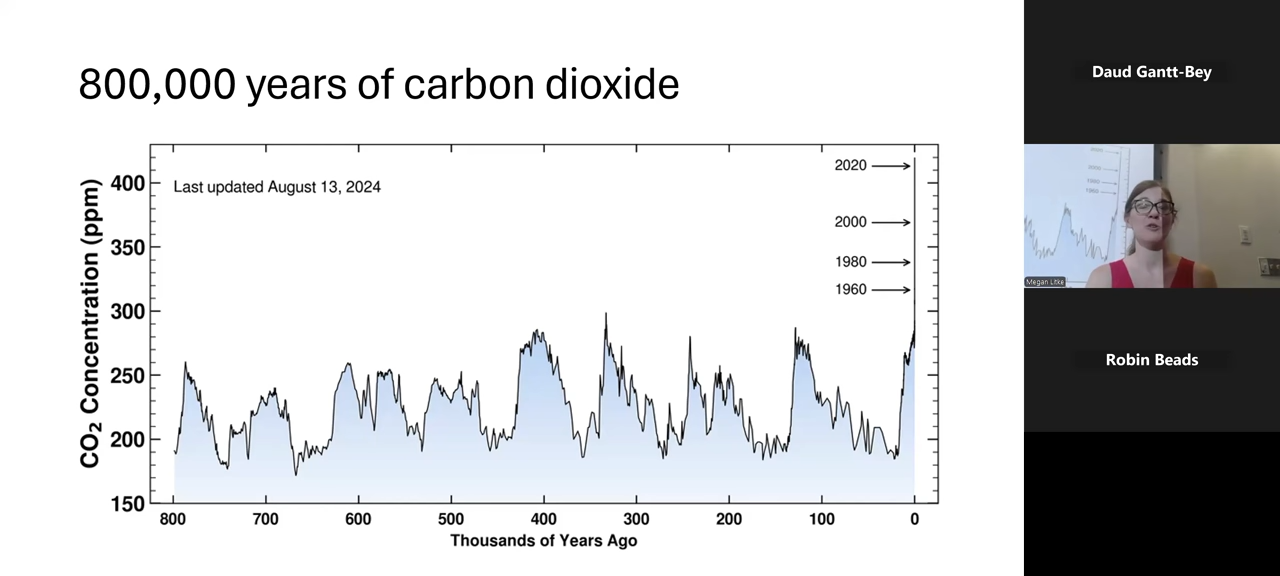 800,000 years of carbon dioxide
Last updated August 13, 2024
CO2 Concentration (ppm)
400
350
300
250
200
150
2020
2000
1980
1960
800 700 600 500 400 300 200 100 0
Thousands of Years Ago
Daud Gantt-Bey
Megan Litke
Robin Beads